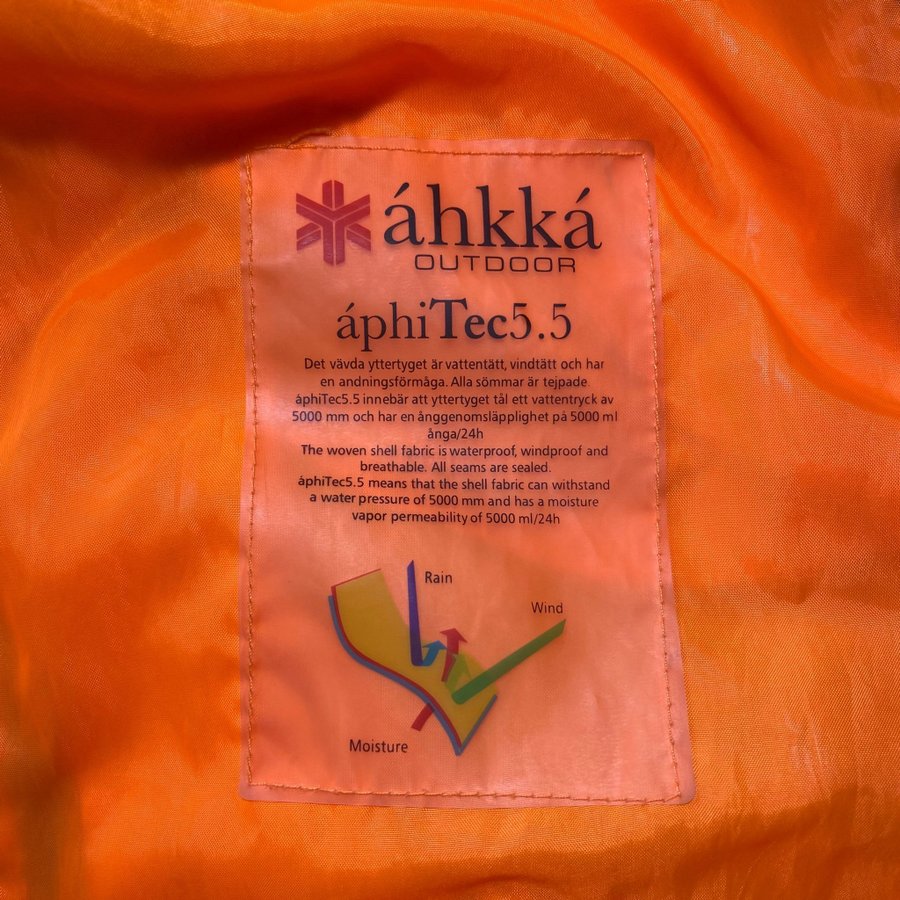 áhkká
OUTDOOR
áphiTec5.5
Det vävda yttertyget är vattentätt, vindtätt och har
en andningsförmåga. Alla sömmar är tejpade.
áphiTec5.5 innebär att yttertyget tål ett vattentryck av
5000 mm och har en ånggenomsläpplighet på 5000 ml
ånga/24h
The woven shell fabric is waterproof, windproof and
breathable. All seams are sealed.
áphiTec5.5 means that the shell fabric can withstand
a water pressure of 5000 mm and has a moisture
vapor permeability of 5000 ml/24h
Rain
Wind
Moisture